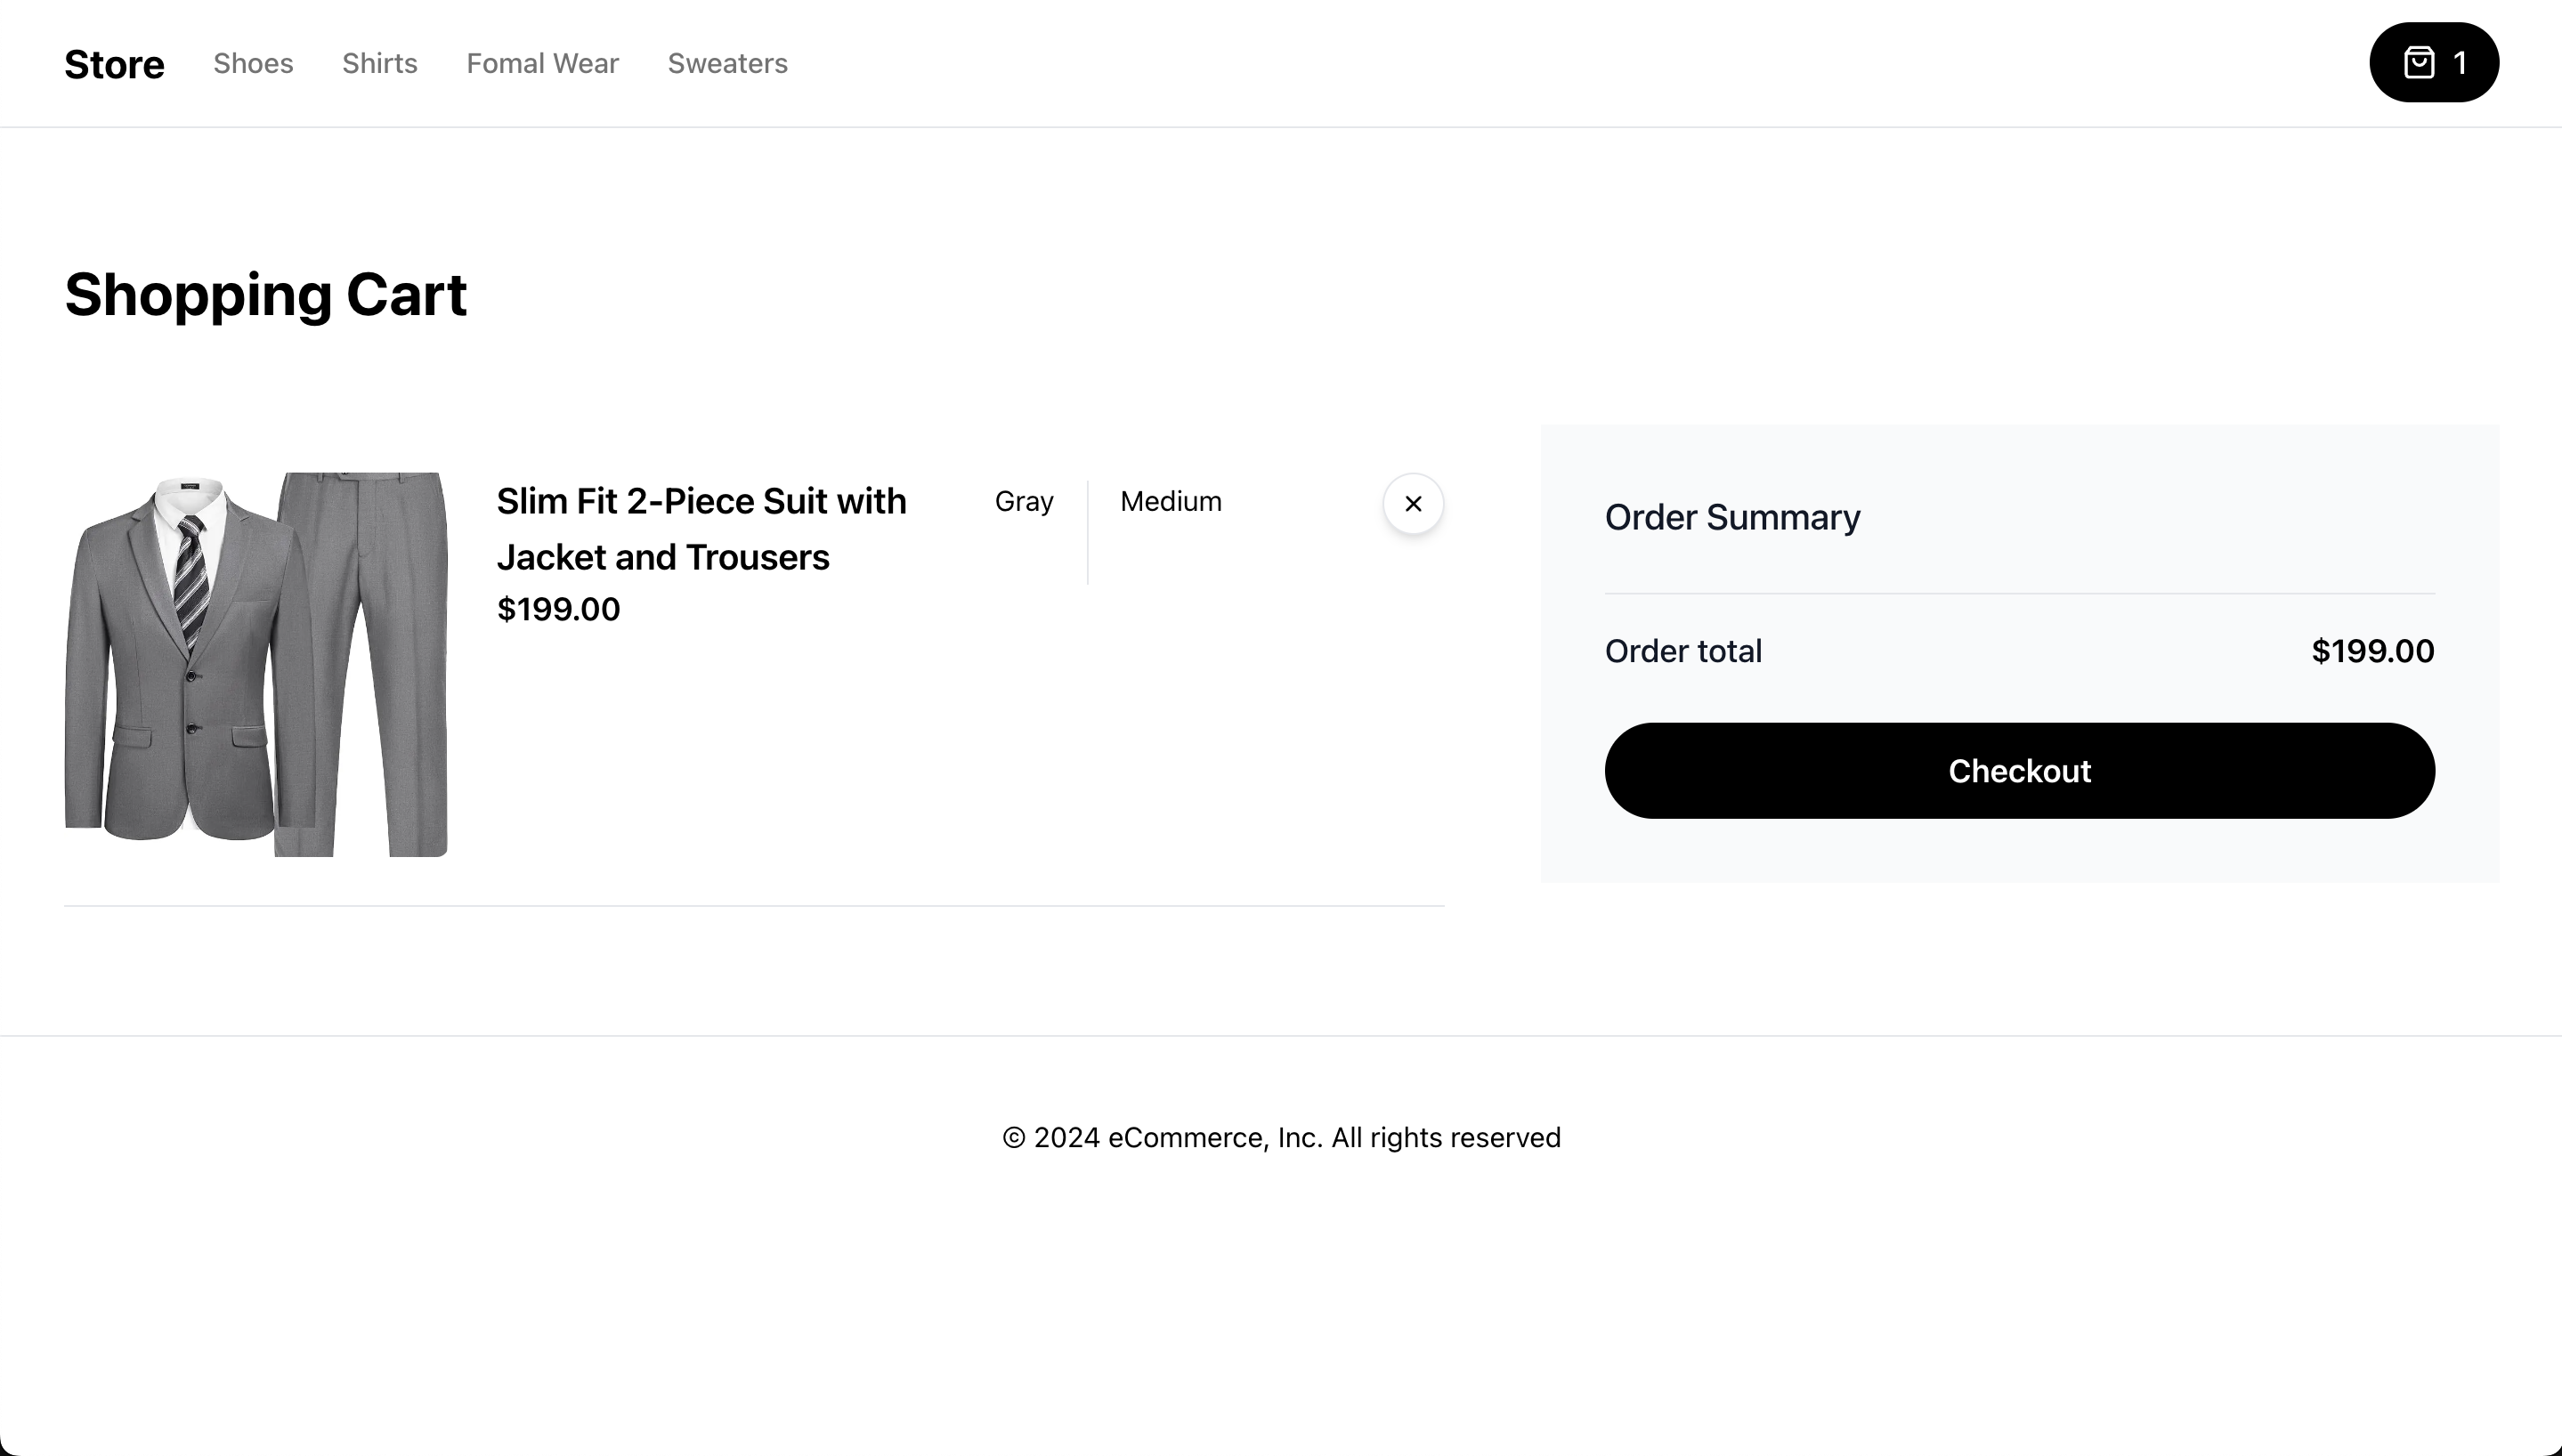 Store
Shoes
Shirts
Fomal Wear
Sweaters
1
Shopping Cart
Slim Fit 2-Piece Suit with
Jacket and Trousers
$199.00
Gray
Medium
Order Summary
Order total
$199.00
Checkout
© 2024 eCommerce, Inc. All rights reserved